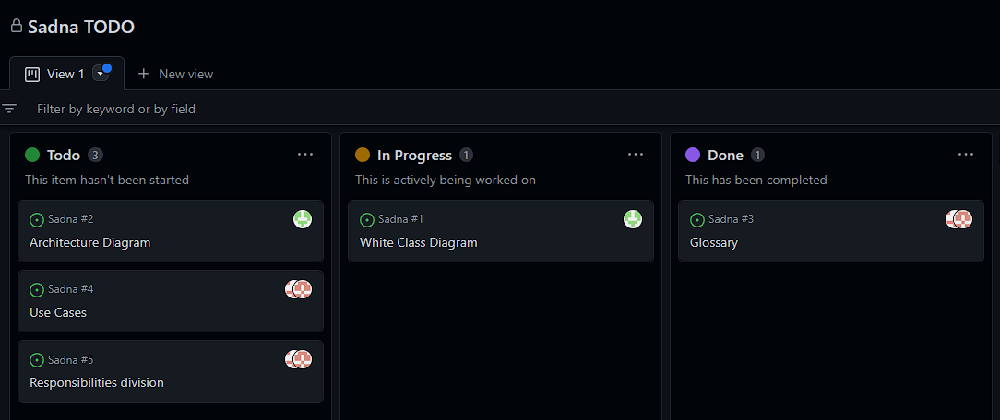 Sadna TODO
View 1
New view
Filter by keyword or by field
Todo 3
This item hasn't been started
Sadna #2
Architecture Diagram
Sadna #4
Use Cases
Sadna #5
Responsibilities division
In Progress 1
This is actively being worked on
Sadna #1
White Class Diagram
Done 1
This has been completed
Sadna #3
Glossary